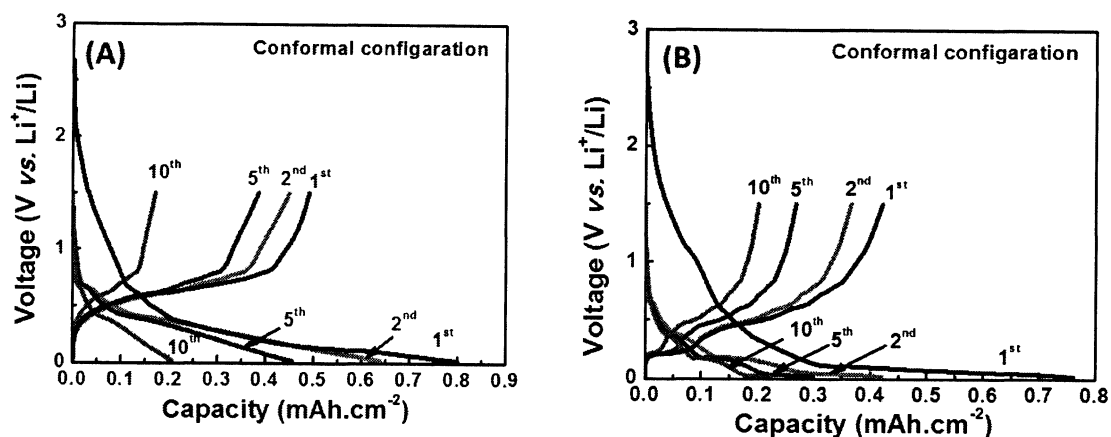 (A)
Conformal configaration
Voltage (V vs. Li⁺/Li)
3
2
1
0
10ᵗʰ
5ᵗʰ
2ⁿᵈ
1ˢᵗ
10ᵗʰ
5ᵗʰ
2ⁿᵈ
1ˢᵗ
0.0 0.1 0.2 0.3 0.4 0.5 0.6 0.7 0.8 0.9
Capacity (mAh.cm⁻²)
(B)
Conformal configaration
Voltage (V vs. Li⁺/Li)
3
2
1
0
10ᵗʰ
5ᵗʰ
2ⁿᵈ
1ˢᵗ
10ᵗʰ
5ᵗʰ
2ⁿᵈ
1ˢᵗ
0.0 0.1 0.2 0.3 0.4 0.5 0.6 0.7 0.8
Capacity (mAh.cm⁻²)